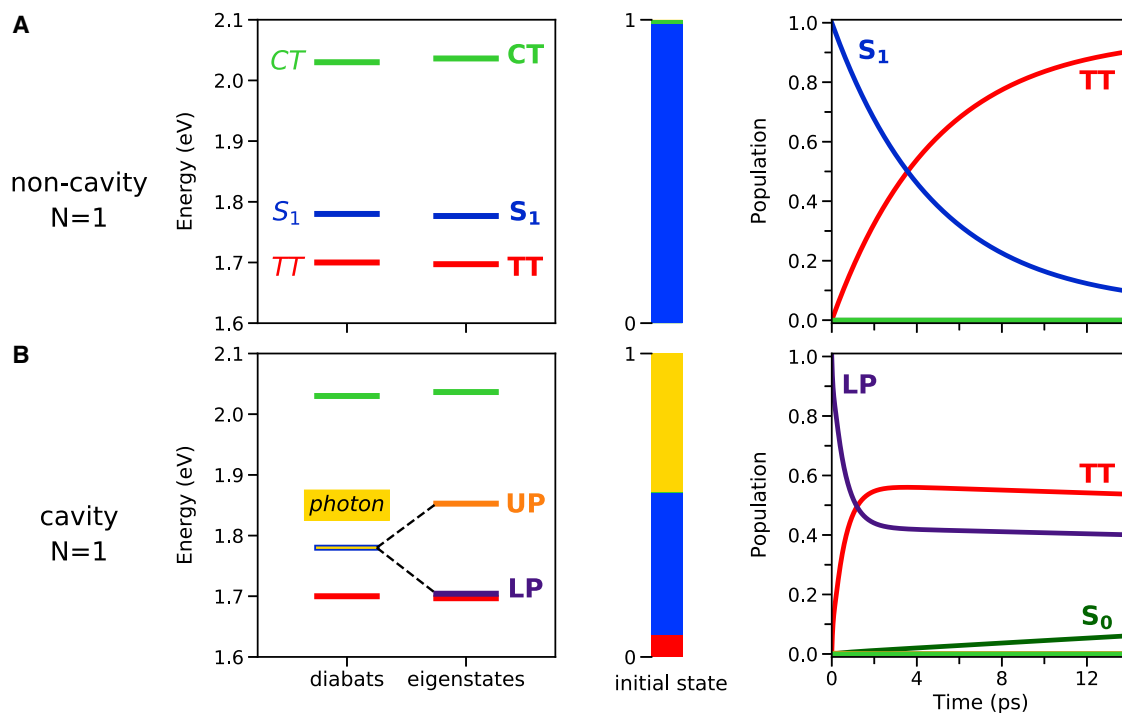 A
non-cavity
N=1
Energy (eV)
2.1
2.0
1.9
1.8
1.7
1.6
CT
S₁
TT
CT
S₁
TT
1
0
Population
1.0
0.8
0.6
0.4
0.2
0.0
S₁
TT
B
cavity
N=1
Energy (eV)
2.1
2.0
1.9
1.8
1.7
1.6
photon
UP
LP
diabats
eigenstates
1
0
initial state
Population
1.0
0.8
0.6
0.4
0.2
0.0
LP
TT
S₀
0
4
8
12
Time (ps)